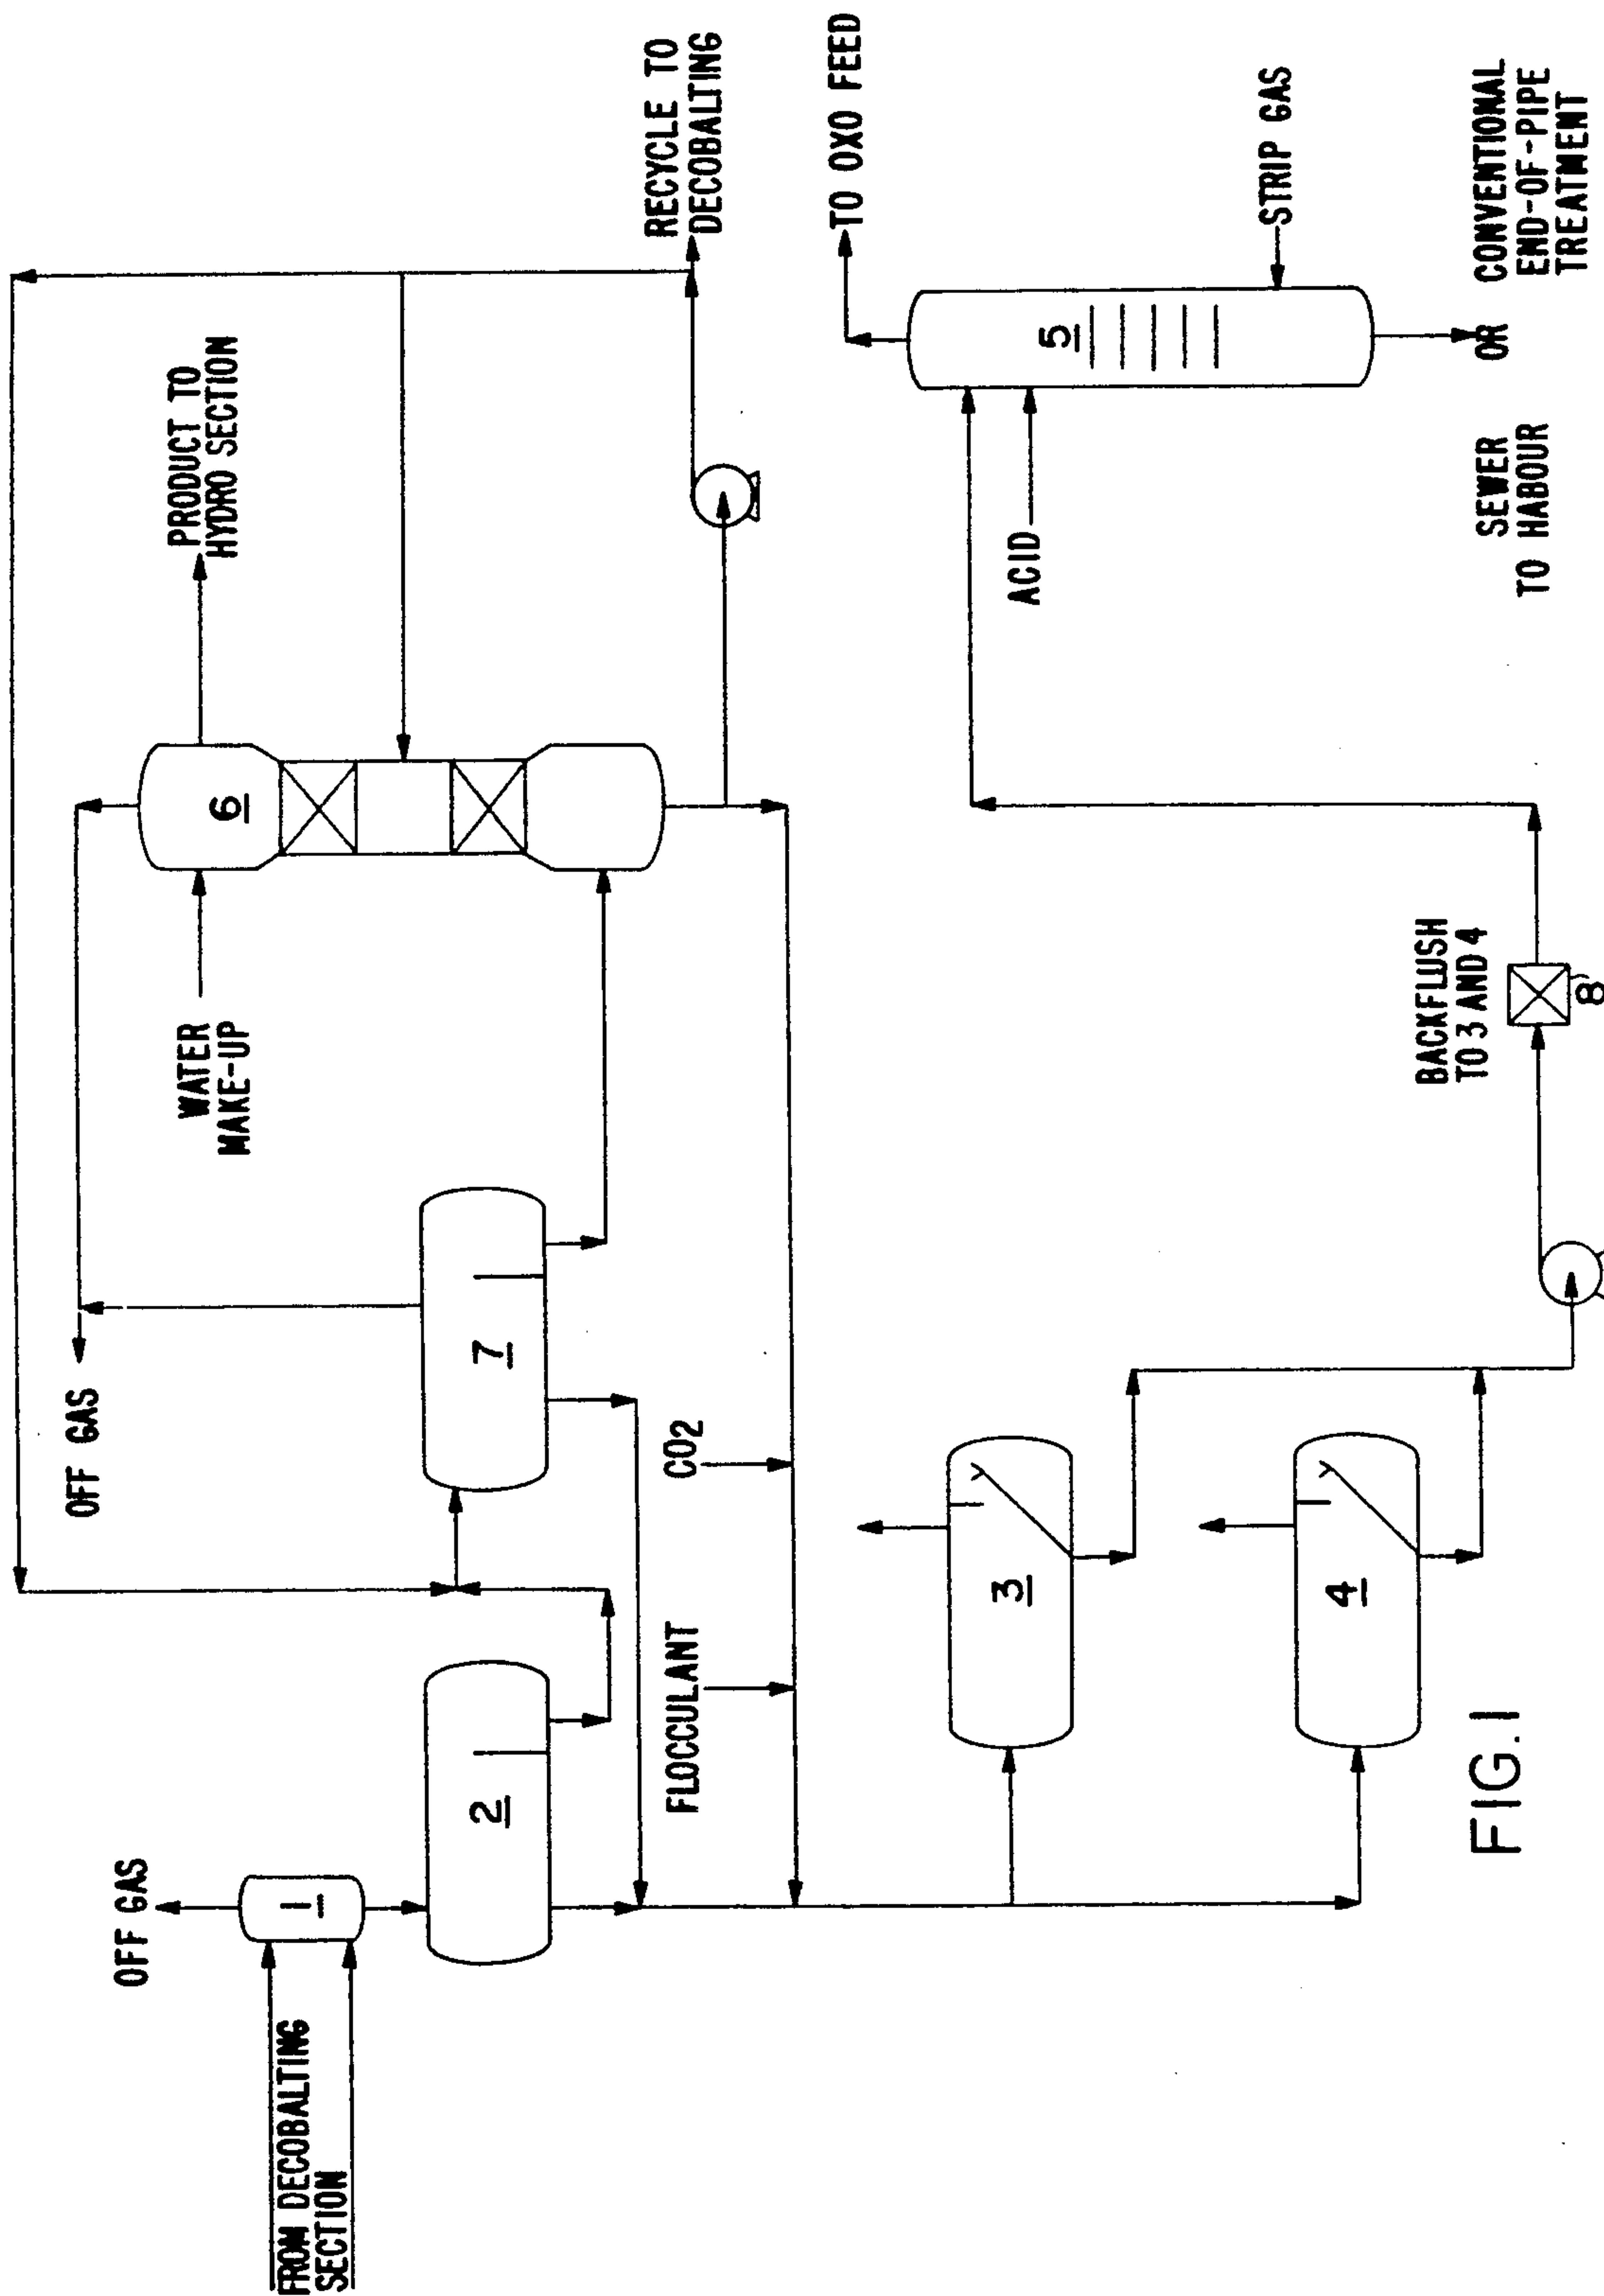 FROM DECOBALTING
SECTION
OFF GAS
1
2
OFF GAS
7
WATER
MAKE-UP
6
PRODUCT TO
HYDRO SECTION
RECYCLE TO
DECOBALTING
FLOCCULANT
CO2
3
4
BACKFLUSH
TO 3 AND 4
8
ACID
5
TO OXO FEED
STRIP GAS
SEWER
TO HABOUR
OR
CONVENTIONAL
END-OF-PIPE
TREATMENT
FIG.1